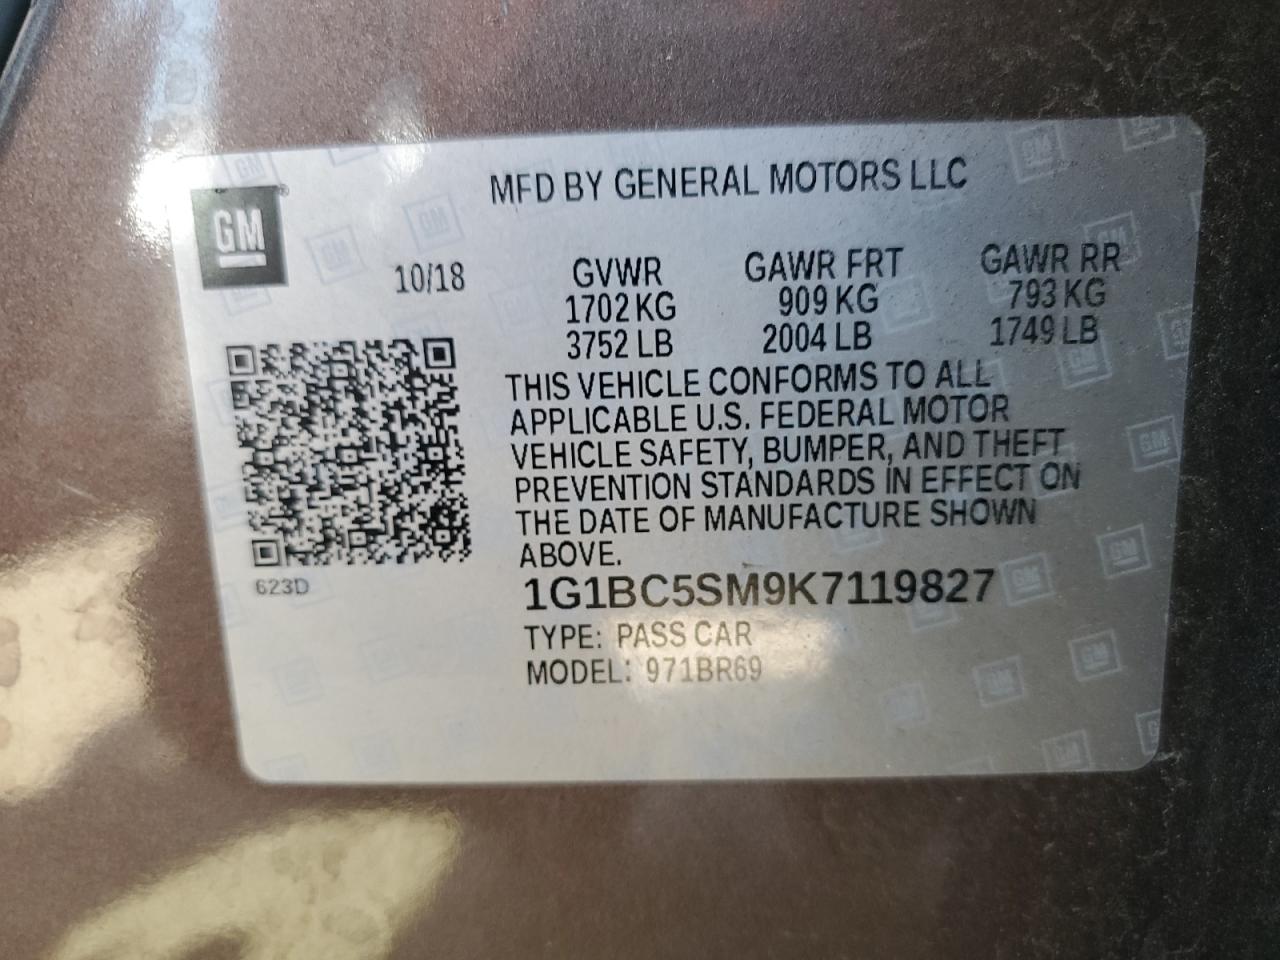 GM
MFD BY GENERAL MOTORS LLC
10/18
GVWR GAWR FRT GAWR RR
1702 KG 909 KG 793 KG
3752 LB 2004 LB 1749 LB
THIS VEHICLE CONFORMS TO ALL
APPLICABLE U.S. FEDERAL MOTOR
VEHICLE SAFETY, BUMPER, AND THEFT
PREVENTION STANDARDS IN EFFECT ON
THE DATE OF MANUFACTURE SHOWN
ABOVE.
623D
1G1BC5SM9K7119827
TYPE: PASS CAR
MODEL: 971BR69